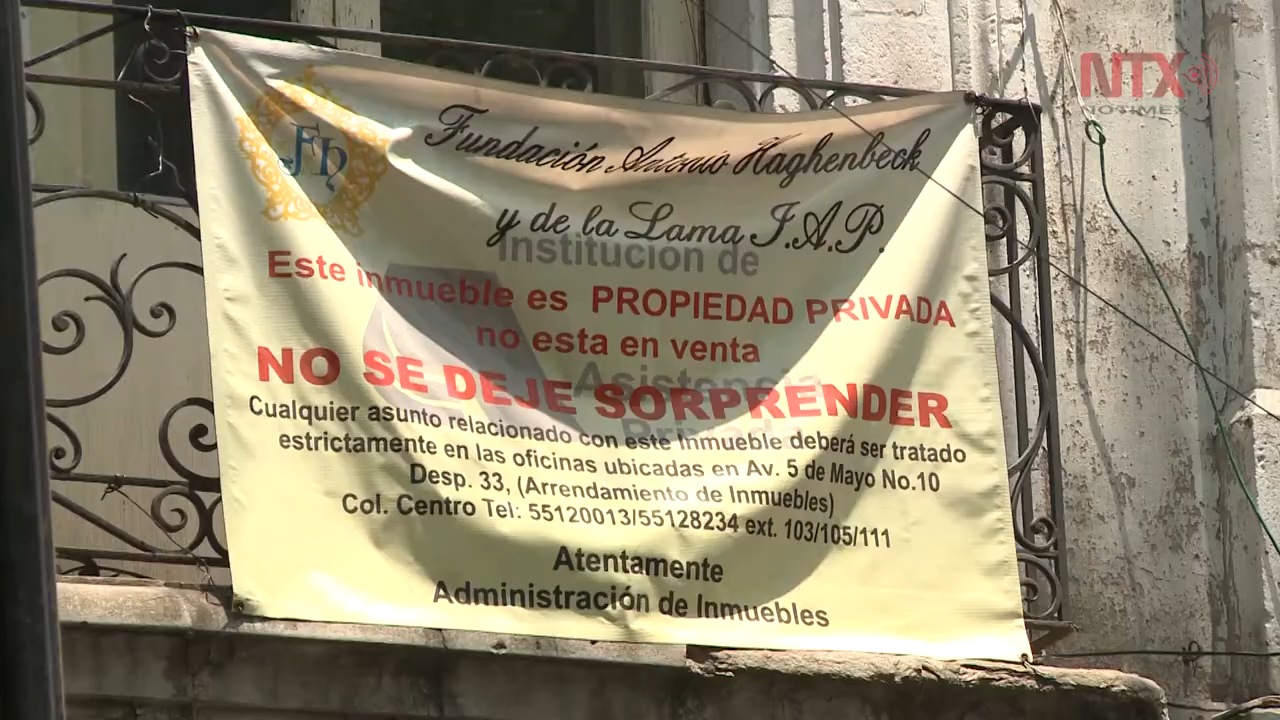 NTX
NOTIMEX
Fh
Fundación Antonio Haghenbeck
y de la Lama I.A.P.
Institución de
Este inmueble es PROPIEDAD PRIVADA
no esta en venta
Asistencia
NO SE DEJE SORPRENDER
Privada
Cualquier asunto relacionado con este Inmueble deberá ser tratado
estrictamente en las oficinas ubicadas en Av. 5 de Mayo No.10
Desp. 33, (Arrendamiento de Inmuebles)
Col. Centro Tel: 55120013/55128234 ext. 103/105/111
Atentamente
Administración de Inmuebles